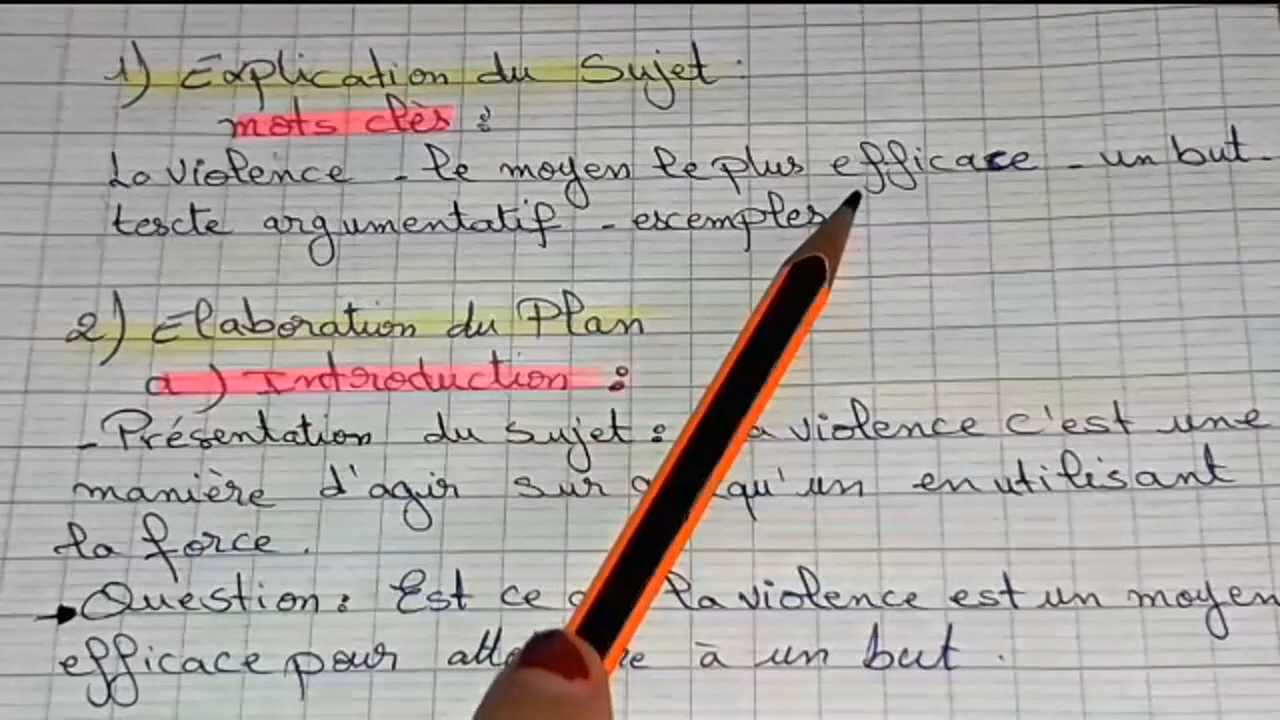 1) Explication du Sujet.
mots clès :
La violence - le moyen le plus efficace - un but -
texte argumentatif - exemples
2) Elaboration du Plan
a) Introduction :
- Présentation du sujet : a violence c'est une
manière d'agir sur qu'un en utilisant
la force.
→ Question : Est ce la violence est un moyen
efficace pour à un but.